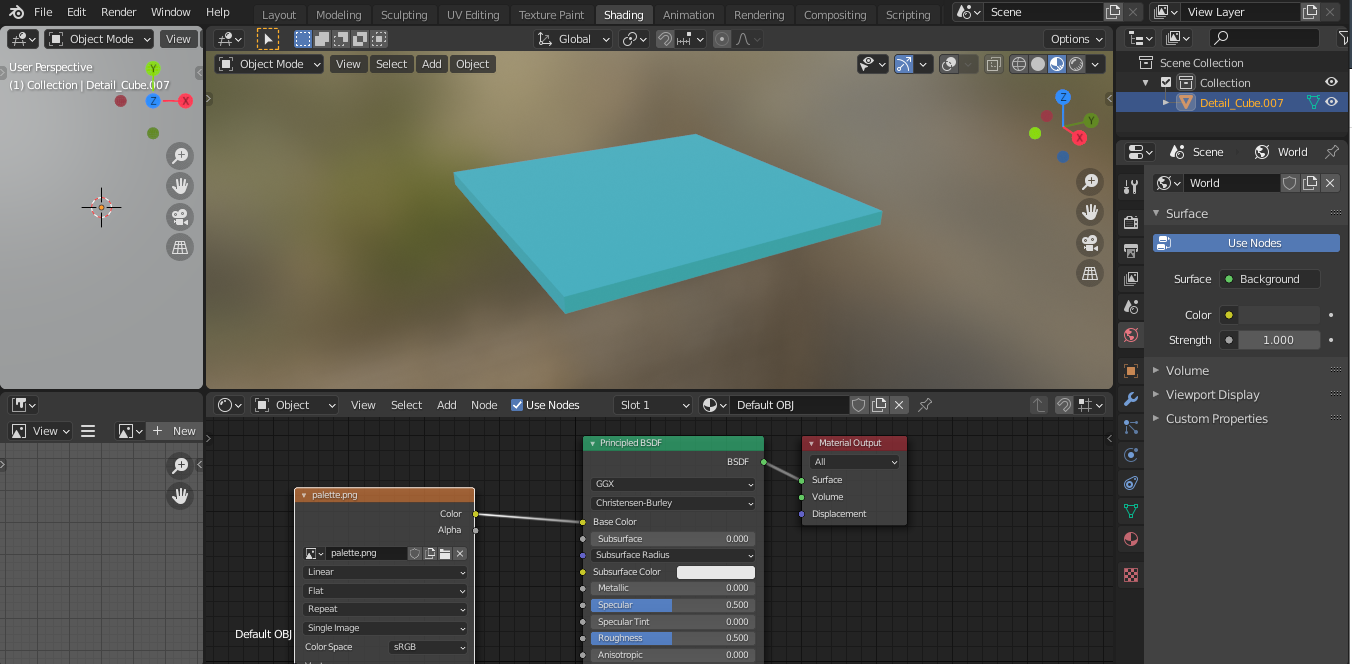 File Edit Render Window Help Layout Modeling Sculpting UV Editing Texture Paint Shading Animation Rendering Compositing Scripting Scene View Layer
Object Mode View
Global
Options
Object Mode View Select Add Object
User Perspective
(1) Collection | Detail_Cube.007
Y
Z
X
Z
Y
X
Scene Collection
Collection
Detail_Cube.007
Scene World
World
Surface
Use Nodes
Surface Background
Color
Strength 1.000
Volume
Viewport Display
Custom Properties
View New
Object View Select Add Node Use Nodes Slot 1 Default OBJ
palette.png
Color
Alpha
palette.png
Linear
Flat
Repeat
Single Image
Color Space sRGB
Default OBJ
Principled BSDF
BSDF
GGX
Christensen-Burley
Base Color
Subsurface 0.000
Subsurface Radius
Subsurface Color
Metallic 0.000
Specular 0.500
Specular Tint 0.000
Roughness 0.500
Anisotropic 0.000
Material Output
All
Surface
Volume
Displacement